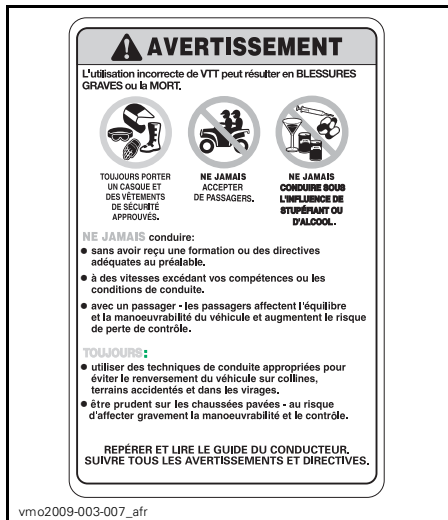 AVERTISSEMENT
L'utilisation incorrecte de VTT peut résulter en BLESSURES
GRAVES ou la MORT.
TOUJOURS PORTER
UN CASQUE ET
DES VÊTEMENTS
DE SÉCURITÉ
APPROUVÉS.
NE JAMAIS
ACCEPTER
DE PASSAGERS.
NE JAMAIS
CONDUIRE SOUS
L'INFLUENCE DE
STUPÉFIANT OU
D'ALCOOL.
NE JAMAIS conduire:
● sans avoir reçu une formation ou des directives
adéquates au préalable.
● à des vitesses excédant vos compétences ou les
conditions de conduite.
● avec un passager - les passagers affectent l'équilibre
et la manoeuvrabilité du véhicule et augmentent le risque
de perte de contrôle.
TOUJOURS:
● utiliser des techniques de conduite appropriées pour
éviter le renversement du véhicule sur collines,
terrains accidentés et dans les virages.
● être prudent sur les chaussées pavées - au risque
d'affecter gravement la manoeuvrabilité et le contrôle.
REPÉRER ET LIRE LE GUIDE DU CONDUCTEUR.
SUIVRE TOUS LES AVERTISSEMENTS ET DIRECTIVES.
vmo2009-003-007_afr